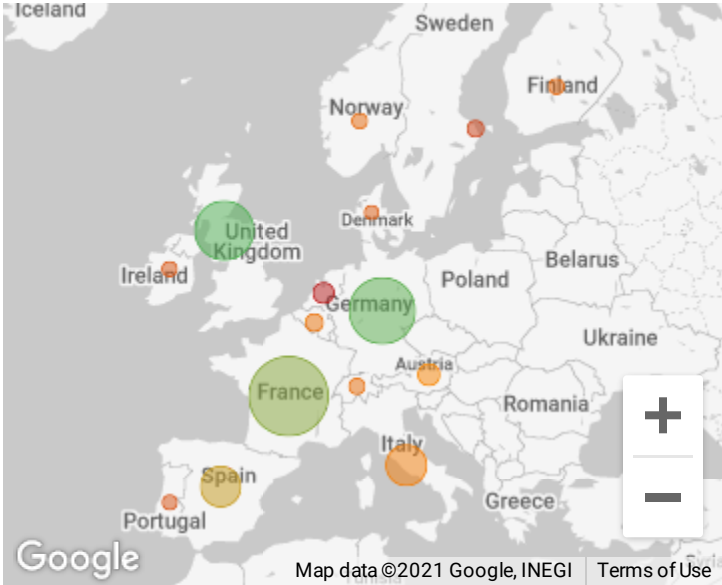 Iceland
Sweden
Finland
Norway
Denmark
United
Kingdom
Ireland
Belarus
Poland
Germany
Ukraine
Austria
France
Romania
Italy
Spain
Greece
Portugal
Google
Map data ©2021 Google, INEGI
Terms of Use